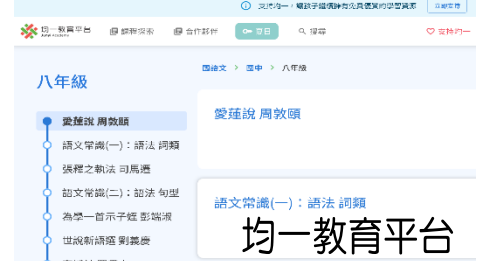 支持均一，幫孩子繼續擁有免費優質的學習資源
立即支持
均一教育平台
課程探索
合作夥伴
登入
搜尋
支持均一
國語文 > 國中 > 八年級
八年級
愛蓮說 周敦頤
語文常識(一)：語法 詞類
張釋之執法 司馬遷
語文常識(二)：語法 句型
為學一首示子姪 彭端淑
世說新語選 劉義慶
愛蓮說 周敦頤
語文常識(一)：語法 詞類
均一教育平台